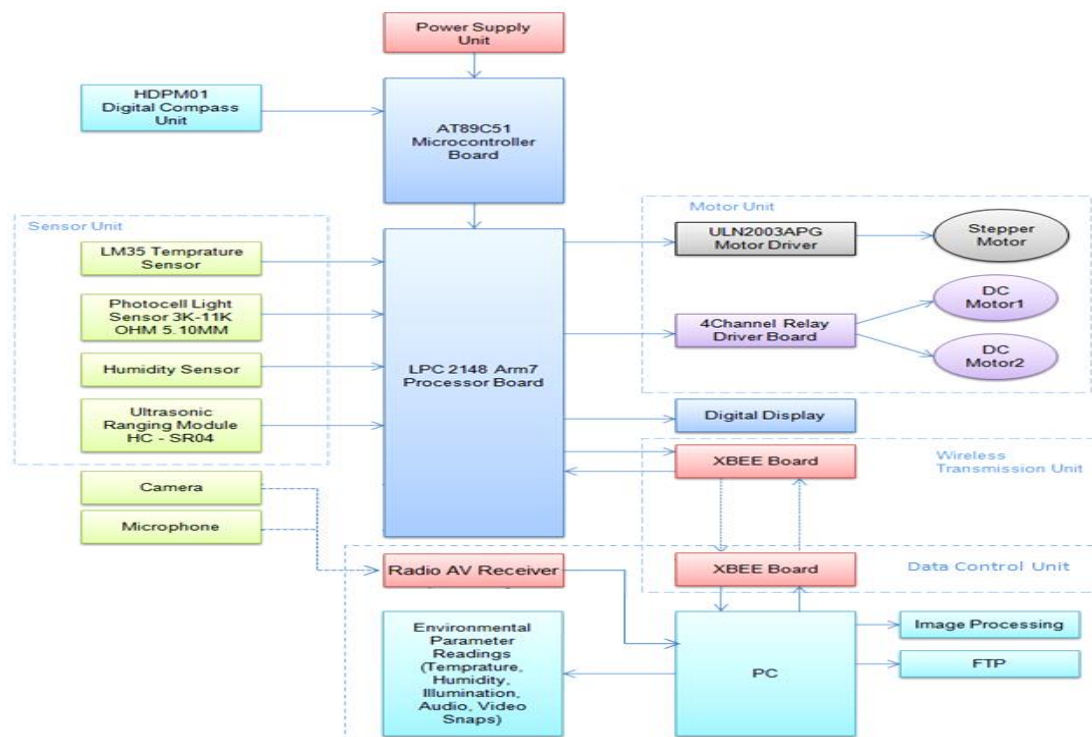 Power Supply
Unit
HDPM01
Digital Compass
Unit
AT89C51
Microcontroller
Board
Sensor Unit
LM35 Temprature
Sensor
Photocell Light
Sensor 3K-11K
OHM 5.10MM
Humidity Sensor
Ultrasonic
Ranging Module
HC - SR04
Camera
Microphone
LPC 2148 Arm7
Processor Board
Motor Unit
ULN2003APG
Motor Driver
Stepper
Motor
4Channel Relay
Driver Board
DC
Motor1
DC
Motor2
Digital Display
XBEE Board
Wireless
Transmission Unit
Radio AV Receiver
XBEE Board
Data Control Unit
Environmental
Parameter
Readings
(Temprature,
Humidity,
Illumination,
Audio, Video
Snaps)
PC
Image Processing
FTP